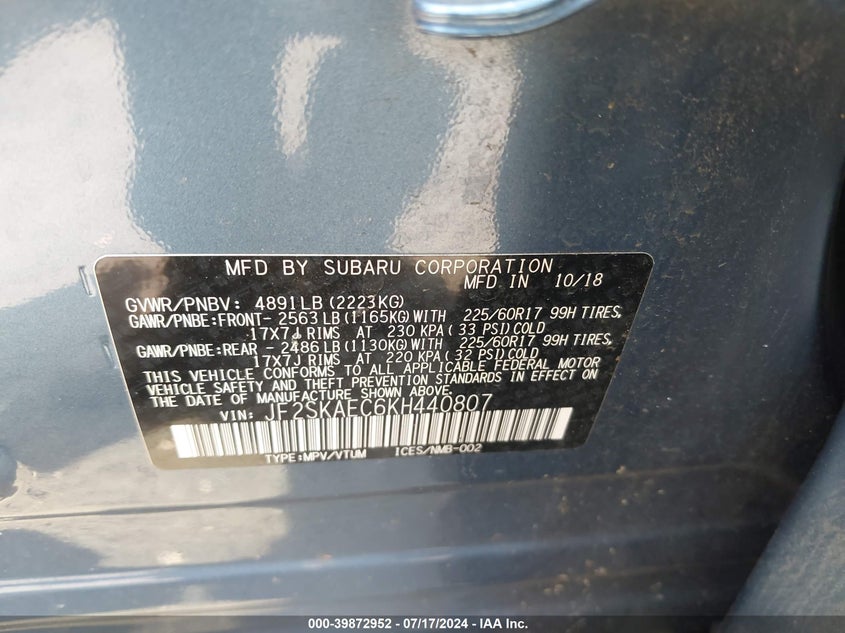 MFD BY SUBARU CORPORATION
MFD IN 10/18
GVWR/PNBV: 4891LB (2223KG)
GAWR/PNBE:FRONT- 2563LB (1165KG) WITH 225/60R17 99H TIRES,
17X7J RIMS AT 230 KPA ( 33 PSI) COLD
GAWR/PNBE:REAR - 2486LB (1130KG) WITH 225/60R17 99H TIRES,
17X7J RIMS AT 220 KPA ( 32 PSI) COLD
THIS VEHICLE CONFORMS TO ALL APPLICABLE FEDERAL MOTOR
VEHICLE SAFETY AND THEFT PREVENTION STANDARDS IN EFFECT ON
THE DATE OF MANUFACTURE SHOWN ABOVE.
VIN: JF2SKAEC6KH440807
TYPE:MPV/VTUM ICES/NMB-002
000-39872952 - 07/17/2024 - IAA Inc.